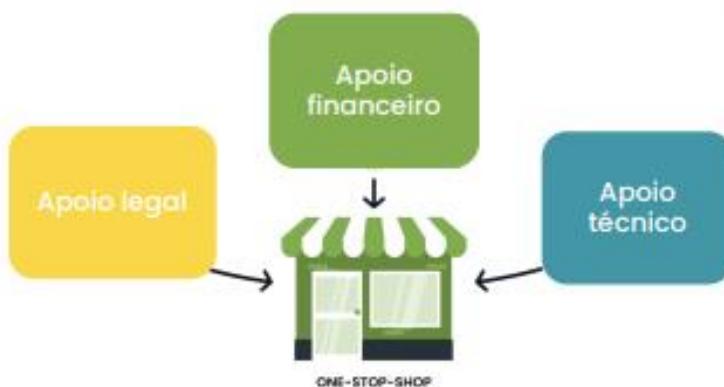 Apoio
financeiro
Apoio legal
Apoio
técnico
ONE-STOP-SHOP